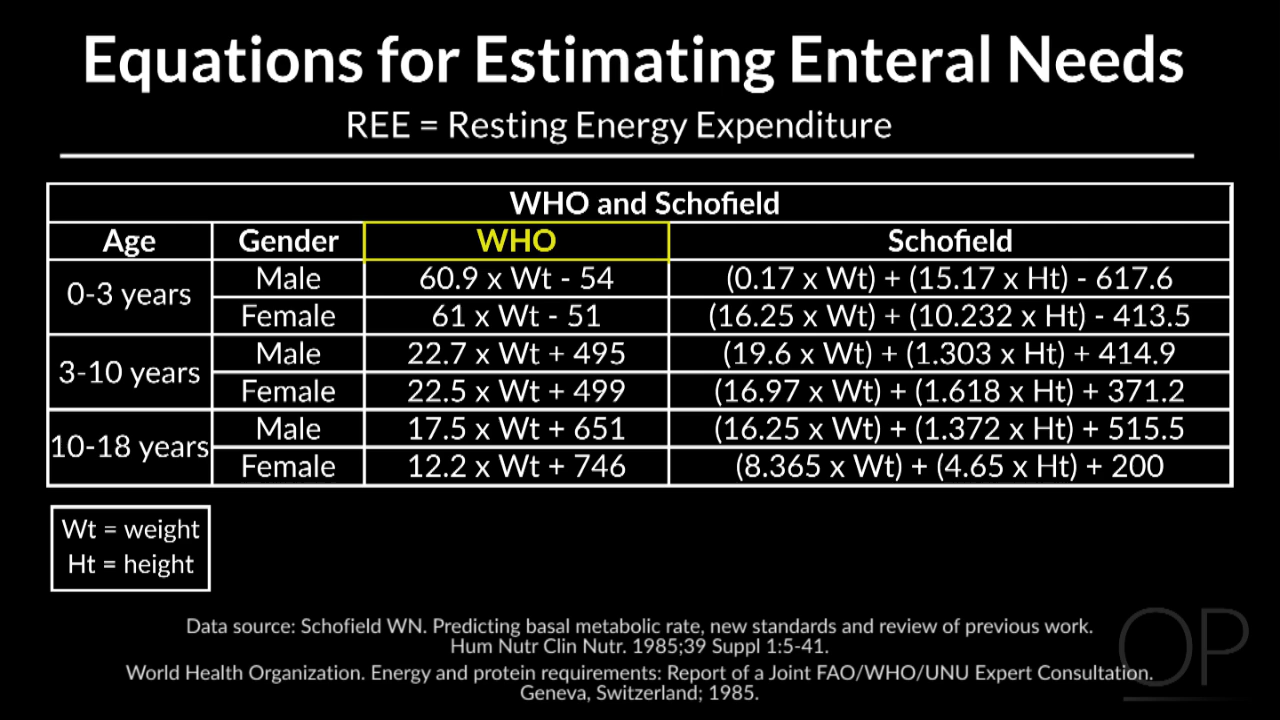 Equations for Estimating Enteral Needs
REE = Resting Energy Expenditure
WHO and Schofield
Age Gender WHO Schofield
0-3 years
Male 60.9 x Wt - 54 (0.17 x Wt) + (15.17 x Ht) - 617.6
Female 61 x Wt - 51 (16.25 x Wt) + (10.232 x Ht) - 413.5
3-10 years
Male 22.7 x Wt + 495 (19.6 x Wt) + (1.303 x Ht) + 414.9
Female 22.5 x Wt + 499 (16.97 x Wt) + (1.618 x Ht) + 371.2
10-18 years
Male 17.5 x Wt + 651 (16.25 x Wt) + (1.372 x Ht) + 515.5
Female 12.2 x Wt + 746 (8.365 x Wt) + (4.65 x Ht) + 200
Wt = weight
Ht = height
Data source: Schofield WN. Predicting basal metabolic rate, new standards and review of previous work.
Hum Nutr Clin Nutr. 1985;39 Suppl 1:5-41.
World Health Organization. Energy and protein requirements: Report of a Joint FAO/WHO/UNU Expert Consultation.
Geneva, Switzerland; 1985.
OP